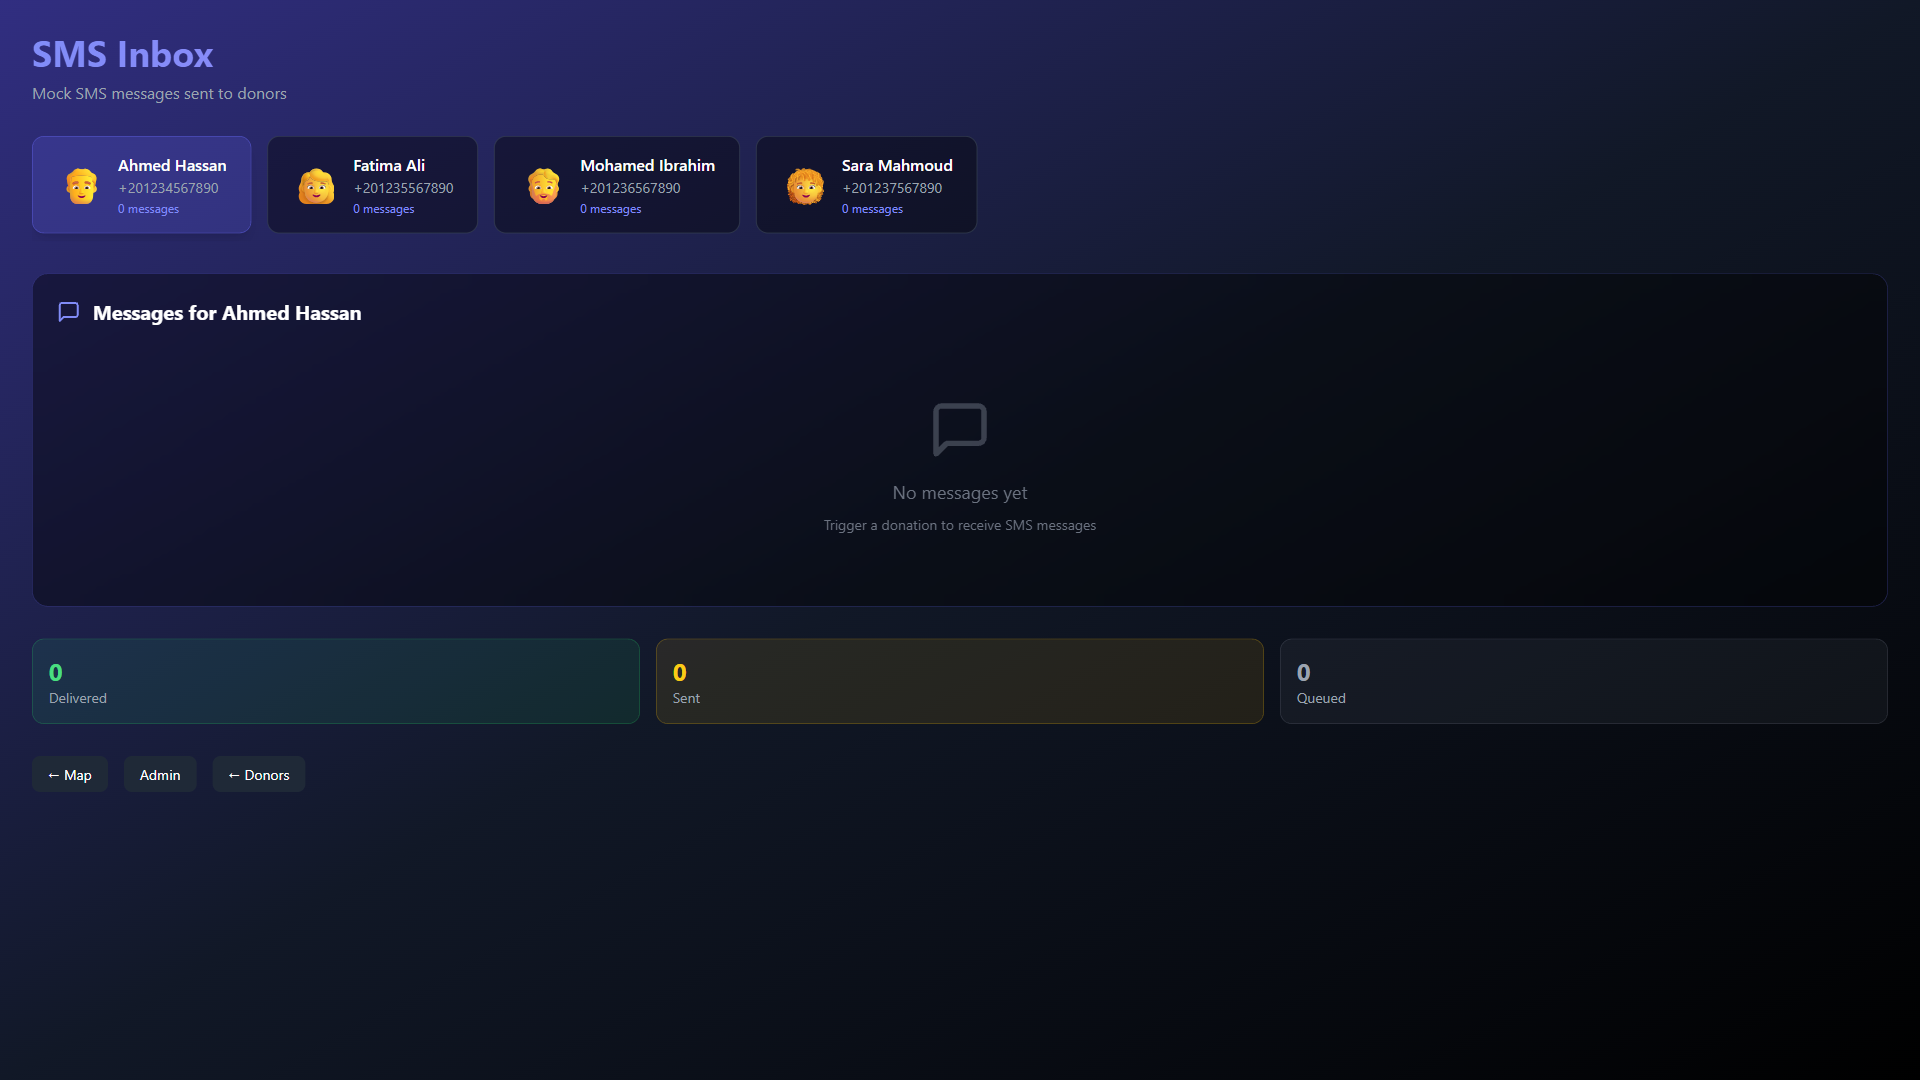 SMS Inbox
Mock SMS messages sent to donors
Ahmed Hassan
+201234567890
0 messages
Fatima Ali
+201235567890
0 messages
Mohamed Ibrahim
+201236567890
0 messages
Sara Mahmoud
+201237567890
0 messages
Messages for Ahmed Hassan
No messages yet
Trigger a donation to receive SMS messages
0
Delivered
0
Sent
0
Queued
← Map
Admin
← Donors